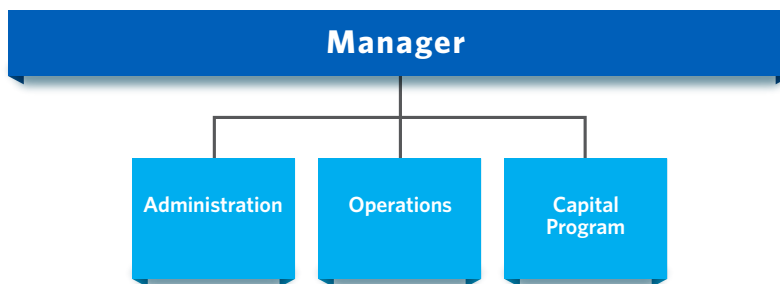 Manager
Administration
Operations
Capital
Program